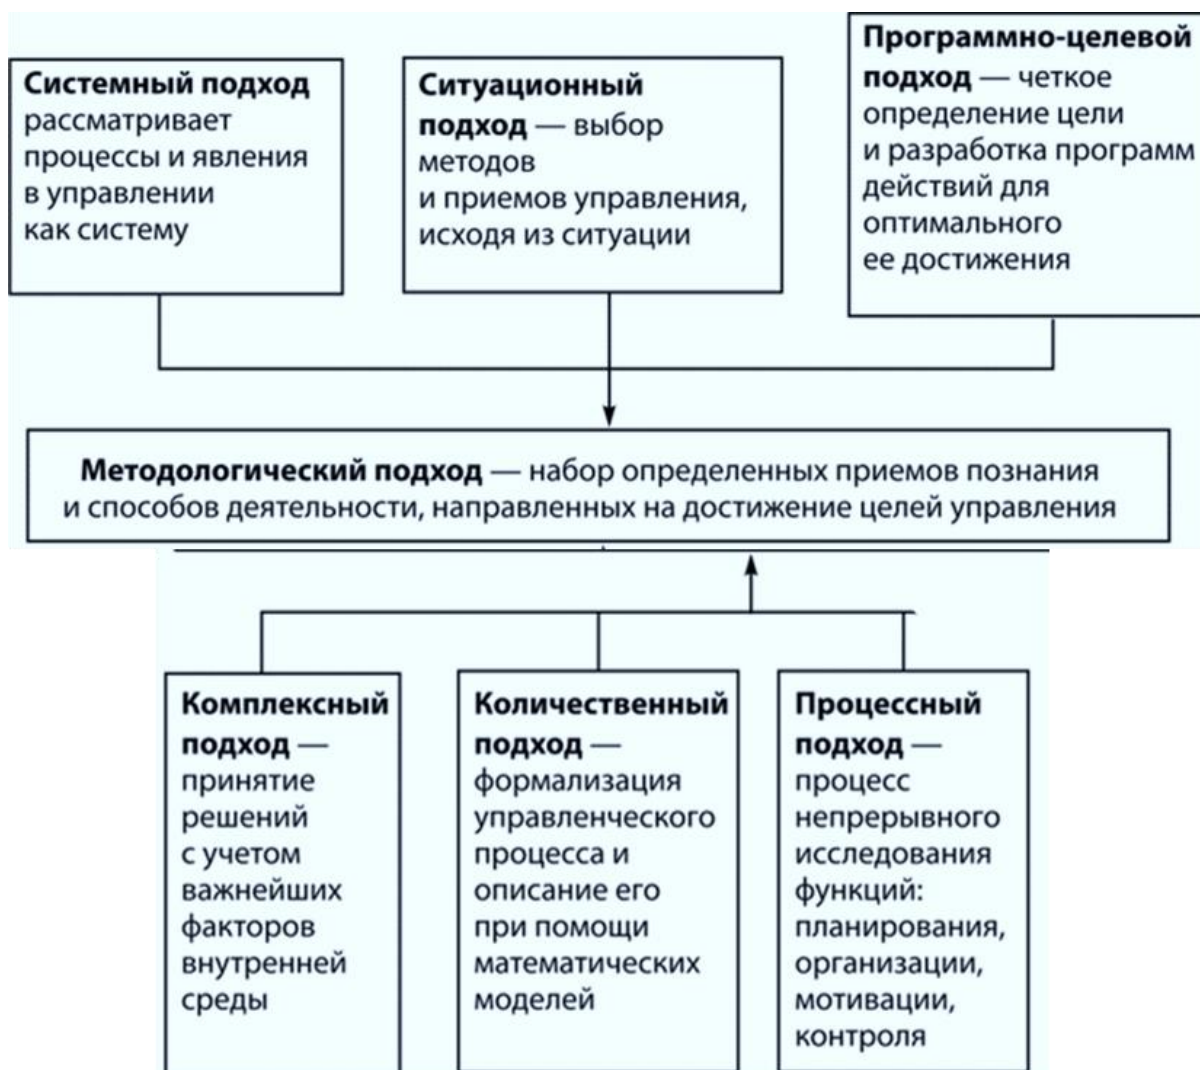 Системный подход
рассматривает
процессы и явления
в управлении
как систему
Ситуационный
подход — выбор
методов
и приемов управления,
исходя из ситуации
Программно-целевой
подход — четкое
определение цели
и разработка программ
действий для
оптимального
ее достижения
Методологический подход — набор определенных приемов познания
и способов деятельности, направленных на достижение целей управления
Комплексный
подход —
принятие
решений
с учетом
важнейших
факторов
внутренней
среды
Количественный
подход —
формализация
управленческого
процесса и
описание его
при помощи
математических
моделей
Процессный
подход —
процесс
непрерывного
исследования
функций:
планирования,
организации,
мотивации,
контроля